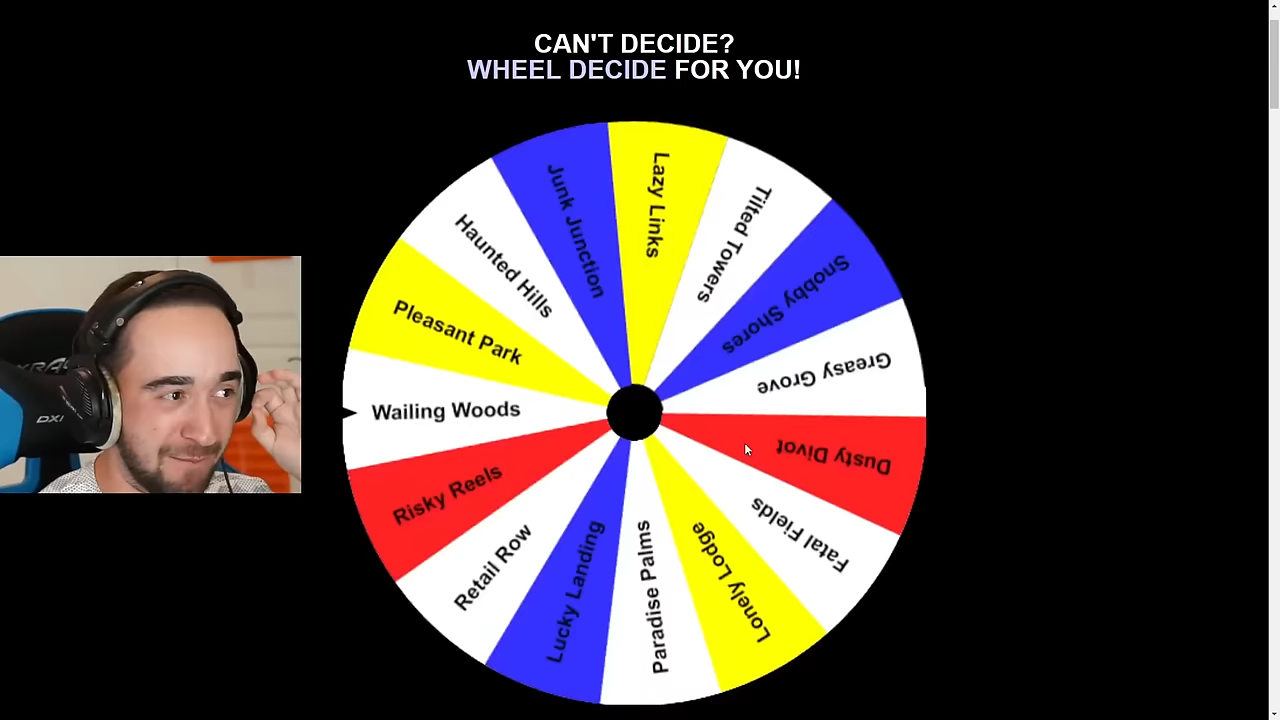 CAN'T DECIDE?
WHEEL DECIDE FOR YOU!
Lazy Links
Tilted Towers
Snobby Shores
Greasy Grove
Dusty Divot
Fatal Fields
Lonely Lodge
Paradise Palms
Lucky Landing
Retail Row
Risky Reels
Wailing Woods
Pleasant Park
Haunted Hills
Junk Junction
DXI